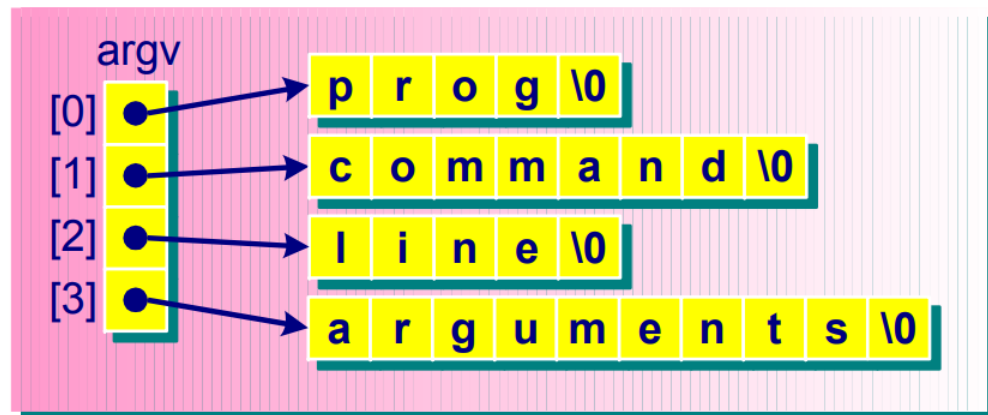 argv
[0] p r o g \0
[1] c o m m a n d \0
[2] l i n e \0
[3] a r g u m e n t s \0